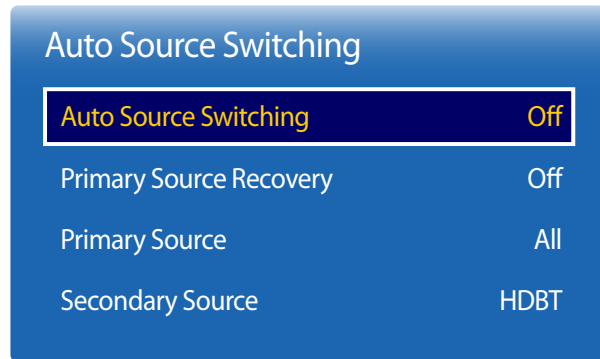 Auto Source Switching
Auto Source Switching Off
Primary Source Recovery Off
Primary Source All
Secondary Source HDBT